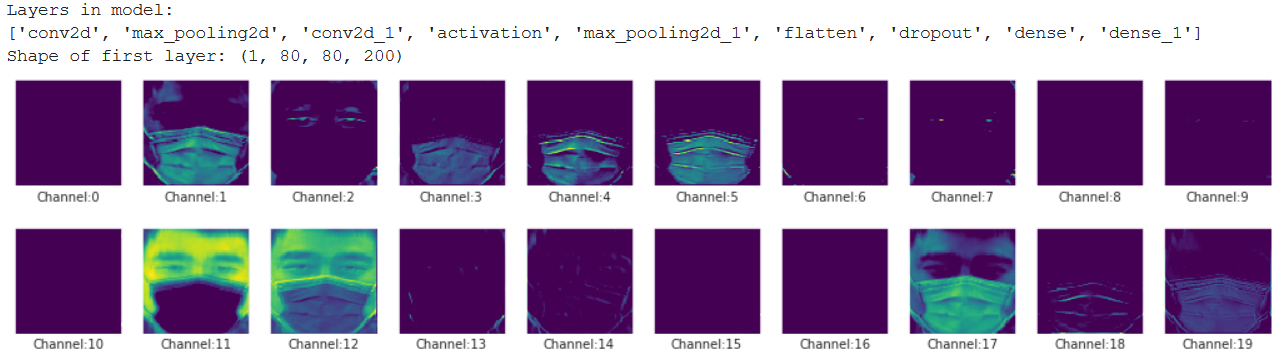 Layers in model:
['conv2d', 'max_pooling2d', 'conv2d_1', 'activation', 'max_pooling2d_1', 'flatten', 'dropout', 'dense', 'dense_1']
Shape of first layer: (1, 80, 80, 200)
Channel:0 Channel:1 Channel:2 Channel:3 Channel:4 Channel:5 Channel:6 Channel:7 Channel:8 Channel:9
Channel:10 Channel:11 Channel:12 Channel:13 Channel:14 Channel:15 Channel:16 Channel:17 Channel:18 Channel:19